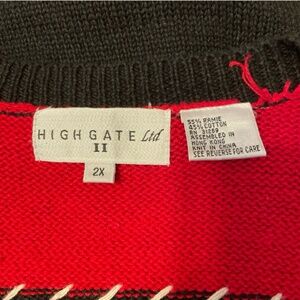 HIGHGATE Ltd
II
2X
55% RAMIE
45% COTTON
RN 31269
ASSEMBLED IN
HONG KONG
KNIT IN CHINA
SEE REVERSE FOR CARE